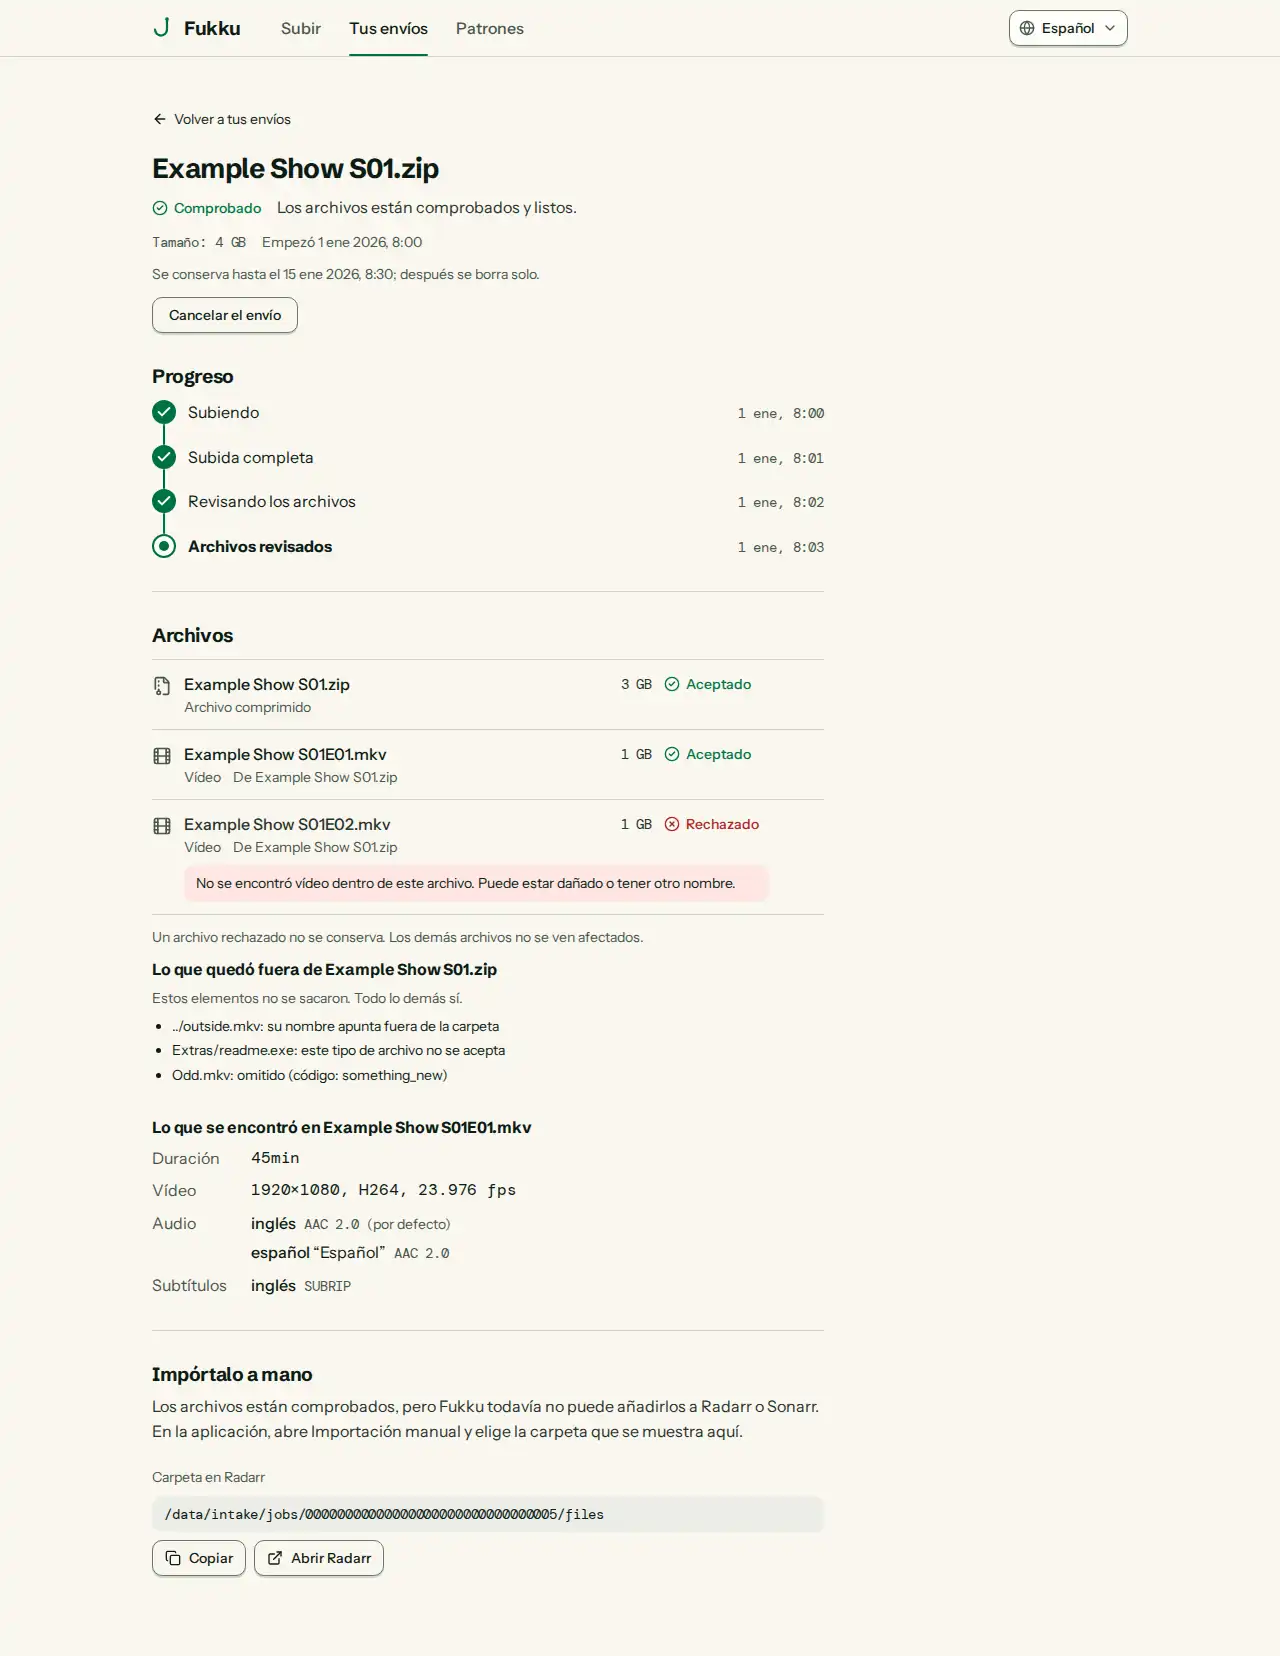 Fukku
Subir
Tus envíos
Patrones
Español
Volver a tus envíos
Example Show S01.zip
Comprobado Los archivos están comprobados y listos.
Tamaño: 4 GB Empezó 1 ene 2026, 8:00
Se conserva hasta el 15 ene 2026, 8:30; después se borra solo.
Cancelar el envío
Progreso
Subiendo 1 ene, 8:00
Subida completa 1 ene, 8:01
Revisando los archivos 1 ene, 8:02
Archivos revisados 1 ene, 8:03
Archivos
Example Show S01.zip 3 GB Aceptado
Archivo comprimido
Example Show S01E01.mkv 1 GB Aceptado
Vídeo De Example Show S01.zip
Example Show S01E02.mkv 1 GB Rechazado
Vídeo De Example Show S01.zip
No se encontró vídeo dentro de este archivo. Puede estar dañado o tener otro nombre.
Un archivo rechazado no se conserva. Los demás archivos no se ven afectados.
Lo que quedó fuera de Example Show S01.zip
Estos elementos no se sacaron. Todo lo demás sí.
../outside.mkv: su nombre apunta fuera de la carpeta
Extras/readme.exe: este tipo de archivo no se acepta
Odd.mkv: omitido (código: something_new)
Lo que se encontró en Example Show S01E01.mkv
Duración 45min
Vídeo 1920×1080, H264, 23.976 fps
Audio inglés AAC 2.0 (por defecto)
español “Español” AAC 2.0
Subtítulos inglés SUBRIP
Impórtalo a mano
Los archivos están comprobados, pero Fukku todavía no puede añadirlos a Radarr o Sonarr.
En la aplicación, abre Importación manual y elige la carpeta que se muestra aquí.
Carpeta en Radarr
/data/intake/jobs/00000000000000000000000000000005/files
Copiar
Abrir Radarr